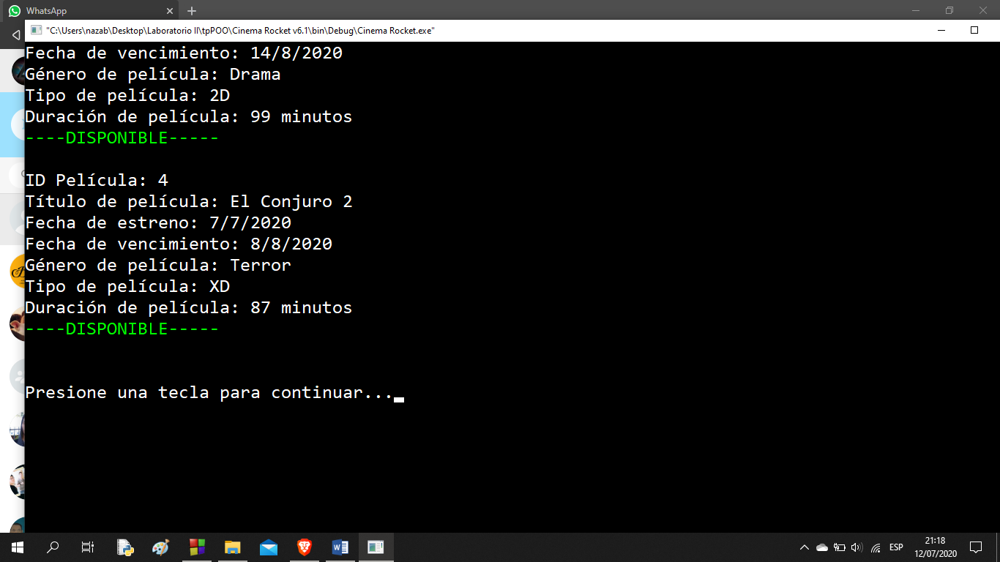 WhatsApp
"C:\Users\nazab\Desktop\Laboratorio II\tpPOO\Cinema Rocket v6.1\bin\Debug\Cinema Rocket.exe"
Fecha de vencimiento: 14/8/2020
Género de película: Drama
Tipo de película: 2D
Duración de película: 99 minutos
----DISPONIBLE-----
ID Película: 4
Título de película: El Conjuro 2
Fecha de estreno: 7/7/2020
Fecha de vencimiento: 8/8/2020
Género de película: Terror
Tipo de película: XD
Duración de película: 87 minutos
----DISPONIBLE-----
Presione una tecla para continuar...
ESP
21:18
12/07/2020